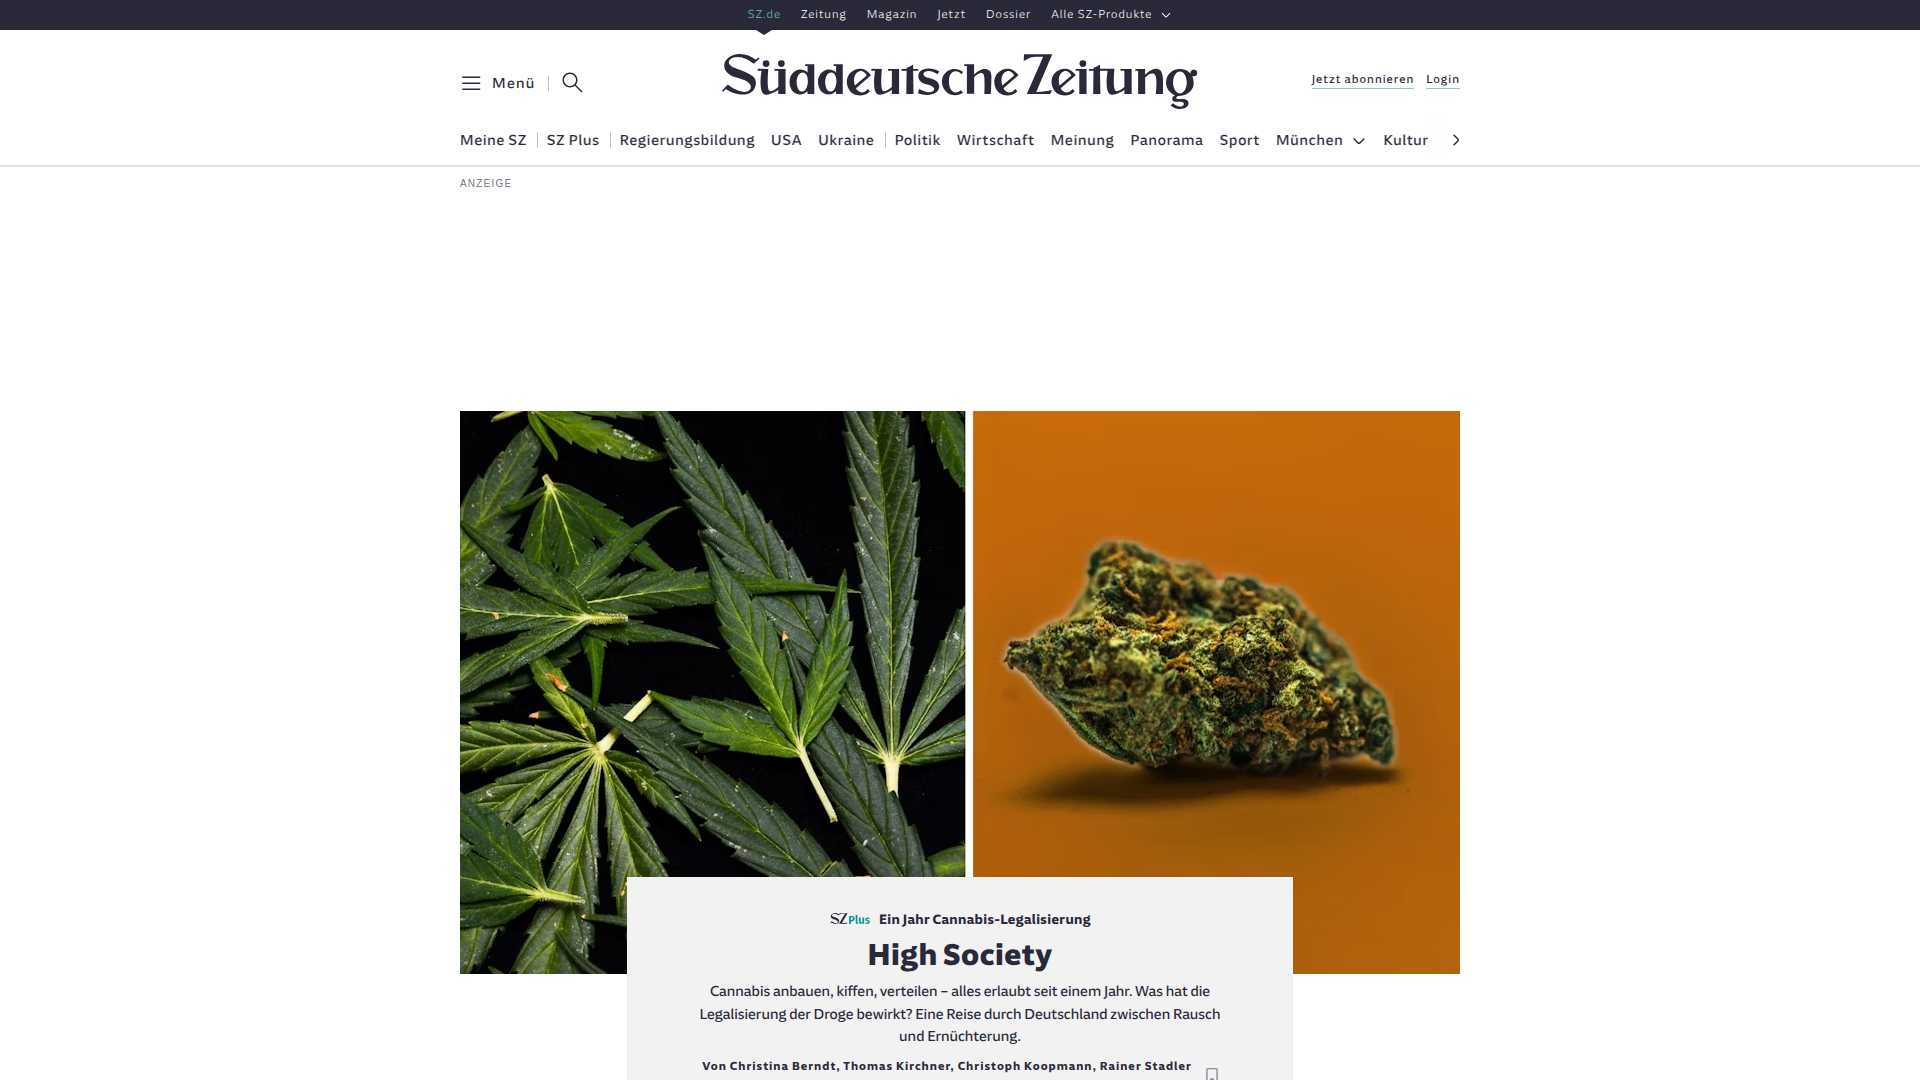 SZ.de Zeitung Magazin Jetzt Dossier Alle SZ-Produkte
Menü
Süddeutsche Zeitung
Jetzt abonnieren Login
Meine SZ SZ Plus Regierungsbildung USA Ukraine Politik Wirtschaft Meinung Panorama Sport München Kultur
ANZEIGE
SZ Plus Ein Jahr Cannabis-Legalisierung
High Society
Cannabis anbauen, kiffen, verteilen – alles erlaubt seit einem Jahr. Was hat die
Legalisierung der Droge bewirkt? Eine Reise durch Deutschland zwischen Rausch
und Ernüchterung.
Von Christina Berndt, Thomas Kirchner, Christoph Koopmann, Rainer Stadler